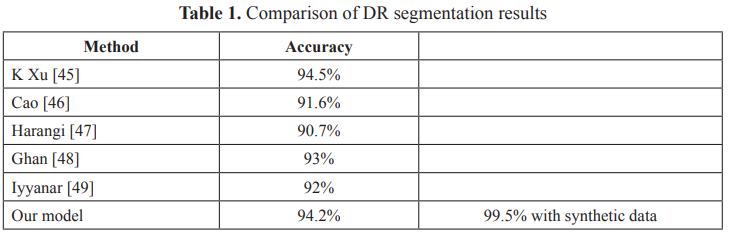 Table 1. Comparison of DR segmentation results
Method Accuracy
K Xu [45] 94.5%
Cao [46] 91.6%
Harangi [47] 90.7%
Ghan [48] 93%
Iyyanar [49] 92%
Our model 94.2% 99.5% with synthetic data